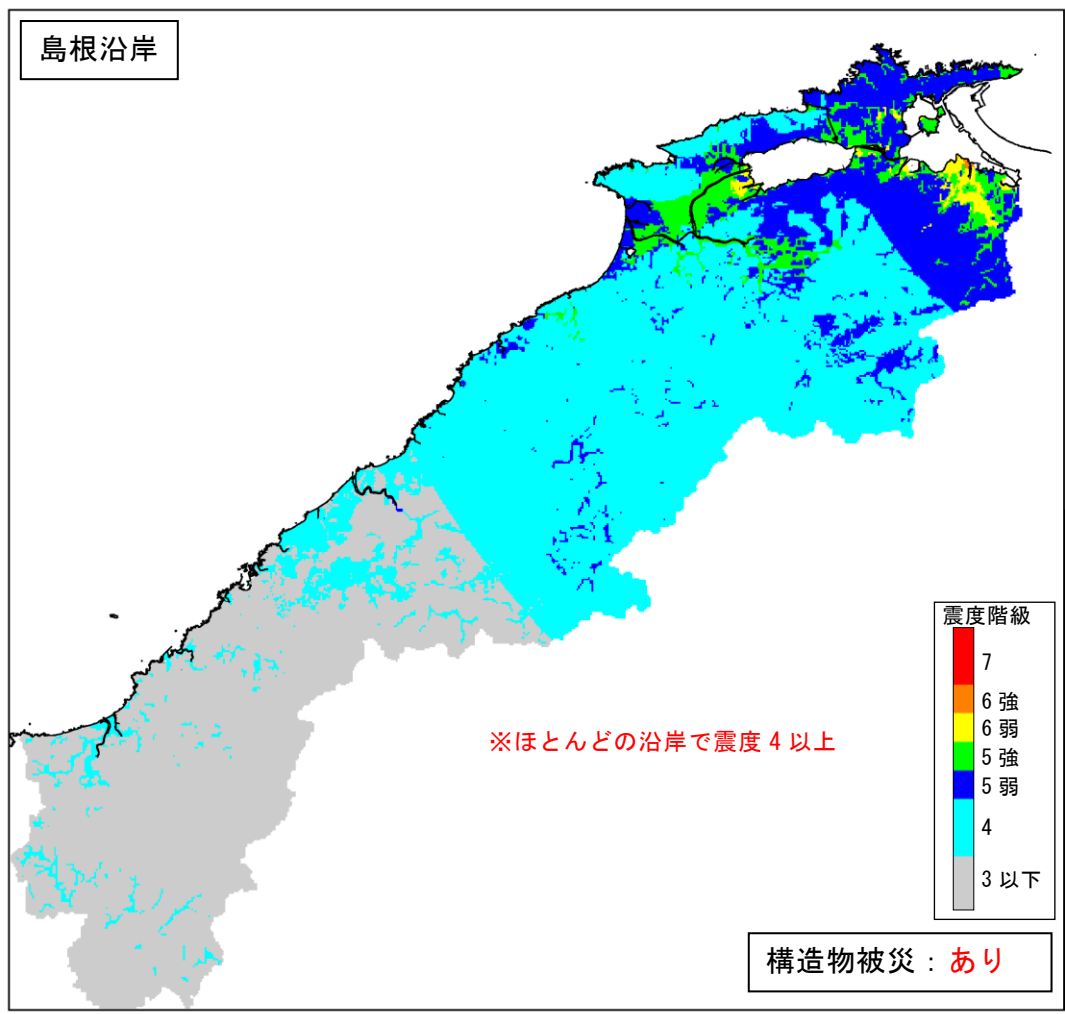 島根沿岸
※ほとんどの沿岸で震度 4 以上
震度階級
7
6 強
6 弱
5 強
5 弱
4
3 以下
構造物被災：あり